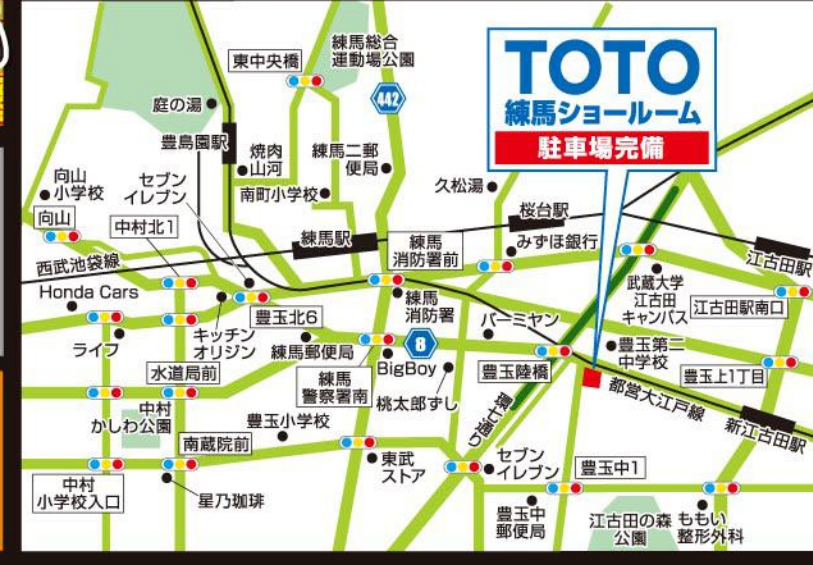 TOTO
練馬ショールーム
駐車場完備
練馬総合
運動場公園
東中央橋
442
庭の湯
豊島園駅
焼肉
山河
練馬二郵
便局
向山
小学校
セブン
イレブン
南町小学校
久松湯
向山
中村北1
桜台駅
練馬駅
練馬
消防署前
みずほ銀行
西武池袋線
江古田駅
Honda Cars
武蔵大学
江古田
キャンパス
江古田駅南口
練馬
消防署
キッチン
オリジン
豊玉北6
バーミヤン
ライフ
練馬郵便局
8
豊玉第二
中学校
水道局前
BigBoy
豊玉陸橋
豊玉上1丁目
練馬
警察署南
桃太郎ずし
都営大江戸線
中村
かしわ公園
環七通り
豊玉小学校
新江古田駅
南蔵院前
東武
ストア
セブン
イレブン
豊玉中1
中村
小学校入口
星乃珈琲
豊玉中
郵便局
江古田の森
公園
ももい
整形外科